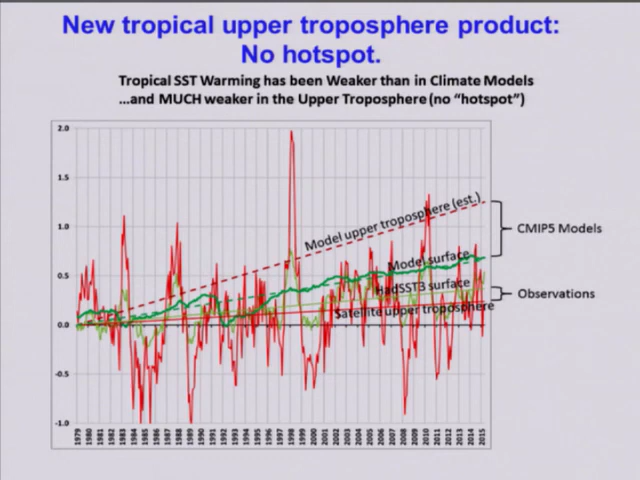 New tropical upper troposphere product:
No hotspot.
Tropical SST Warming has been Weaker than in Climate Models
...and MUCH weaker in the Upper Troposphere (no "hotspot")
2.0
1.5
1.0
0.5
0.0
-0.5
-1.0
Model upper troposphere (est.)
Model surface
HadSST3 surface
Satellite upper troposphere
CMIP5 Models
Observations
1979 1980 1981 1982 1983 1984 1985 1986 1987 1988 1989 1990 1991 1992 1993 1994 1995 1996 1997 1998 1999 2000 2001 2002 2003 2004 2005 2006 2007 2008 2009 2010 2011 2012 2013 2014 2015